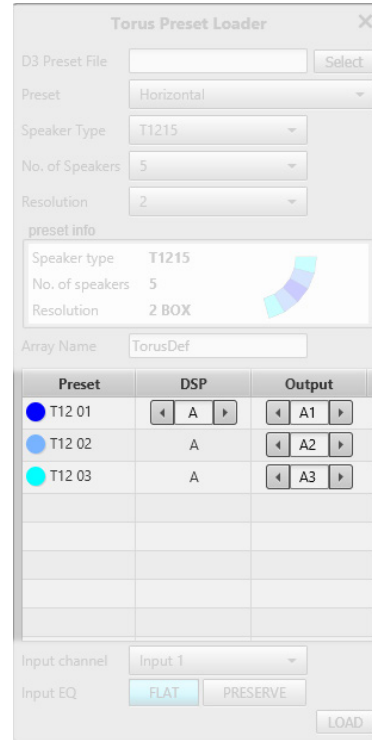 Torus Preset Loader
D3 Preset File Select
Preset Horizontal
Speaker Type T1215
No. of Speakers 5
Resolution 2
preset info
Speaker type T1215
No. of speakers 5
Resolution 2 BOX
Array Name TorusDef
Preset DSP Output
T12 01 A A1
T12 02 A A2
T12 03 A A3
Input channel Input 1
Input EQ FLAT PRESERVE
LOAD